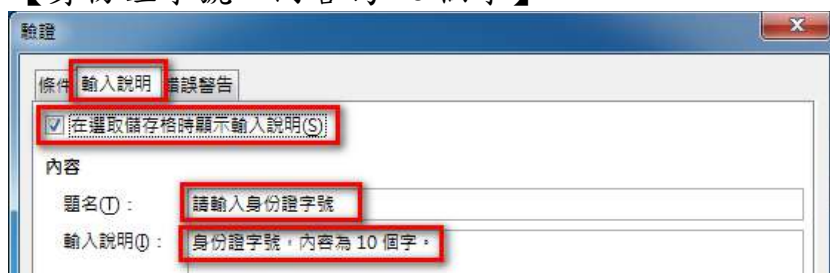 驗證
條件 輸入說明 錯誤警告
在選取儲存格時顯示輸入說明(S)
內容
題名(T)： 請輸入身份證字號
輸入說明(I)： 身份證字號，內容為 10 個字。